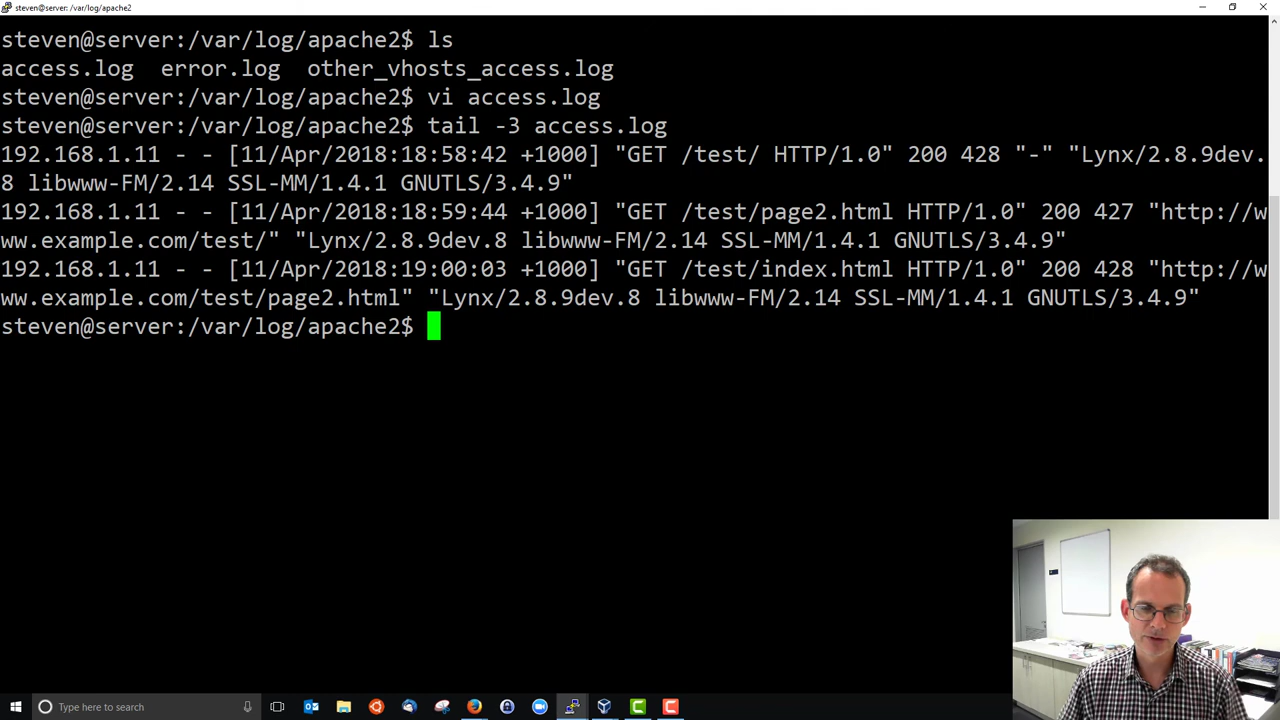 steven@server: /var/log/apache2
steven@server:/var/log/apache2$ ls
access.log  error.log  other_vhosts_access.log
steven@server:/var/log/apache2$ vi access.log
steven@server:/var/log/apache2$ tail -3 access.log
192.168.1.11 - - [11/Apr/2018:18:58:42 +1000] "GET /test/ HTTP/1.0" 200 428 "-" "Lynx/2.8.9dev.
8 libwww-FM/2.14 SSL-MM/1.4.1 GNUTLS/3.4.9"
192.168.1.11 - - [11/Apr/2018:18:59:44 +1000] "GET /test/page2.html HTTP/1.0" 200 427 "http://w
ww.example.com/test/" "Lynx/2.8.9dev.8 libwww-FM/2.14 SSL-MM/1.4.1 GNUTLS/3.4.9"
192.168.1.11 - - [11/Apr/2018:19:00:03 +1000] "GET /test/index.html HTTP/1.0" 200 428 "http://w
ww.example.com/test/page2.html" "Lynx/2.8.9dev.8 libwww-FM/2.14 SSL-MM/1.4.1 GNUTLS/3.4.9"
steven@server:/var/log/apache2$
Type here to search